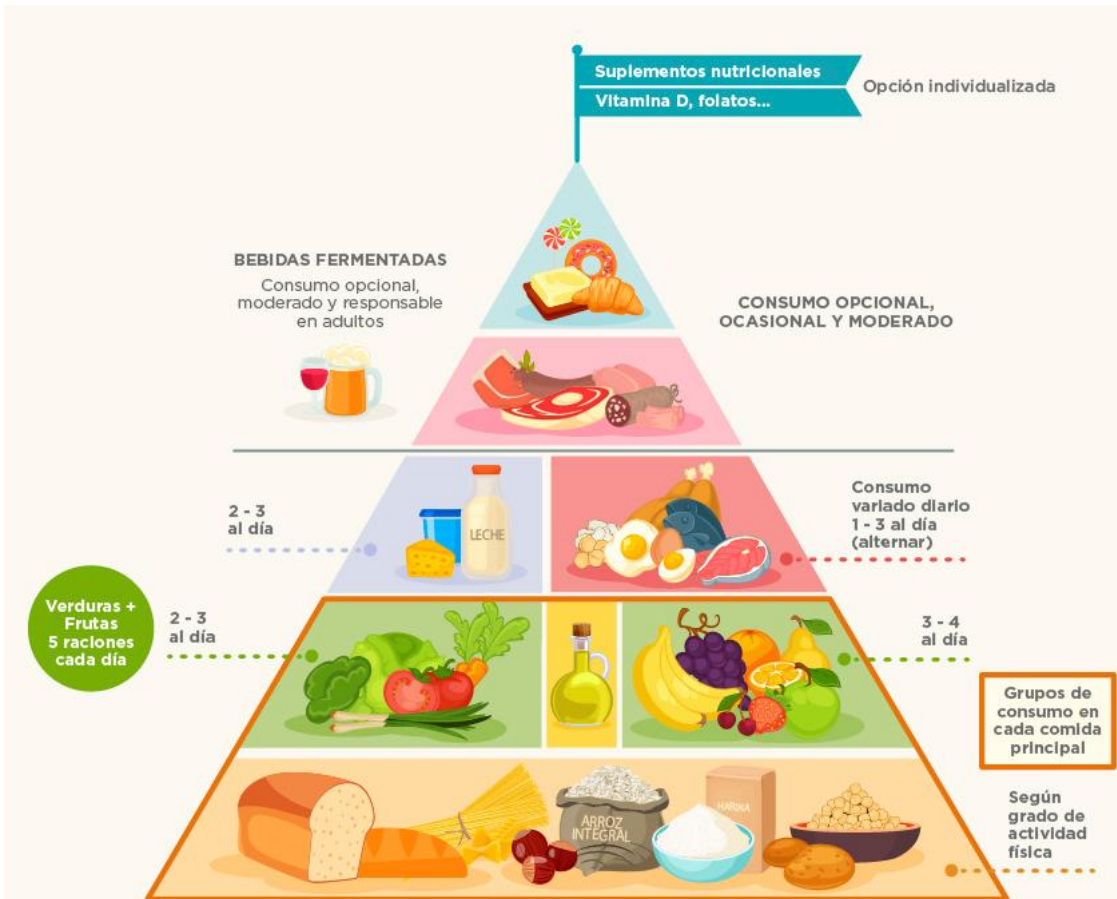 Suplementos nutricionales
Vitamina D, folatos...
Opción individualizada
BEBIDAS FERMENTADAS
Consumo opcional,
moderado y responsable
en adultos
CONSUMO OPCIONAL,
OCASIONAL Y MODERADO
2 - 3
al día
LECHE
Consumo
variado diario
1 - 3 al día
(alternar)
Verduras +
Frutas
5 raciones
cada día
2 - 3
al día
3 - 4
al día
Grupos de
consumo en
cada comida
principal
ARROZ
INTEGRAL
HARINA
Según
grado de
actividad
física